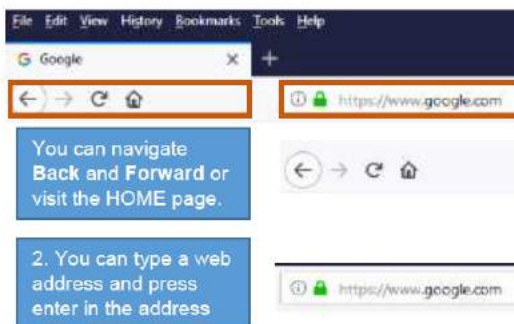 File Edit View History Bookmarks Tools Help
G Google × +
https://www.google.com
You can navigate
Back and Forward or
visit the HOME page.
2. You can type a web
address and press
enter in the address
https://www.google.com